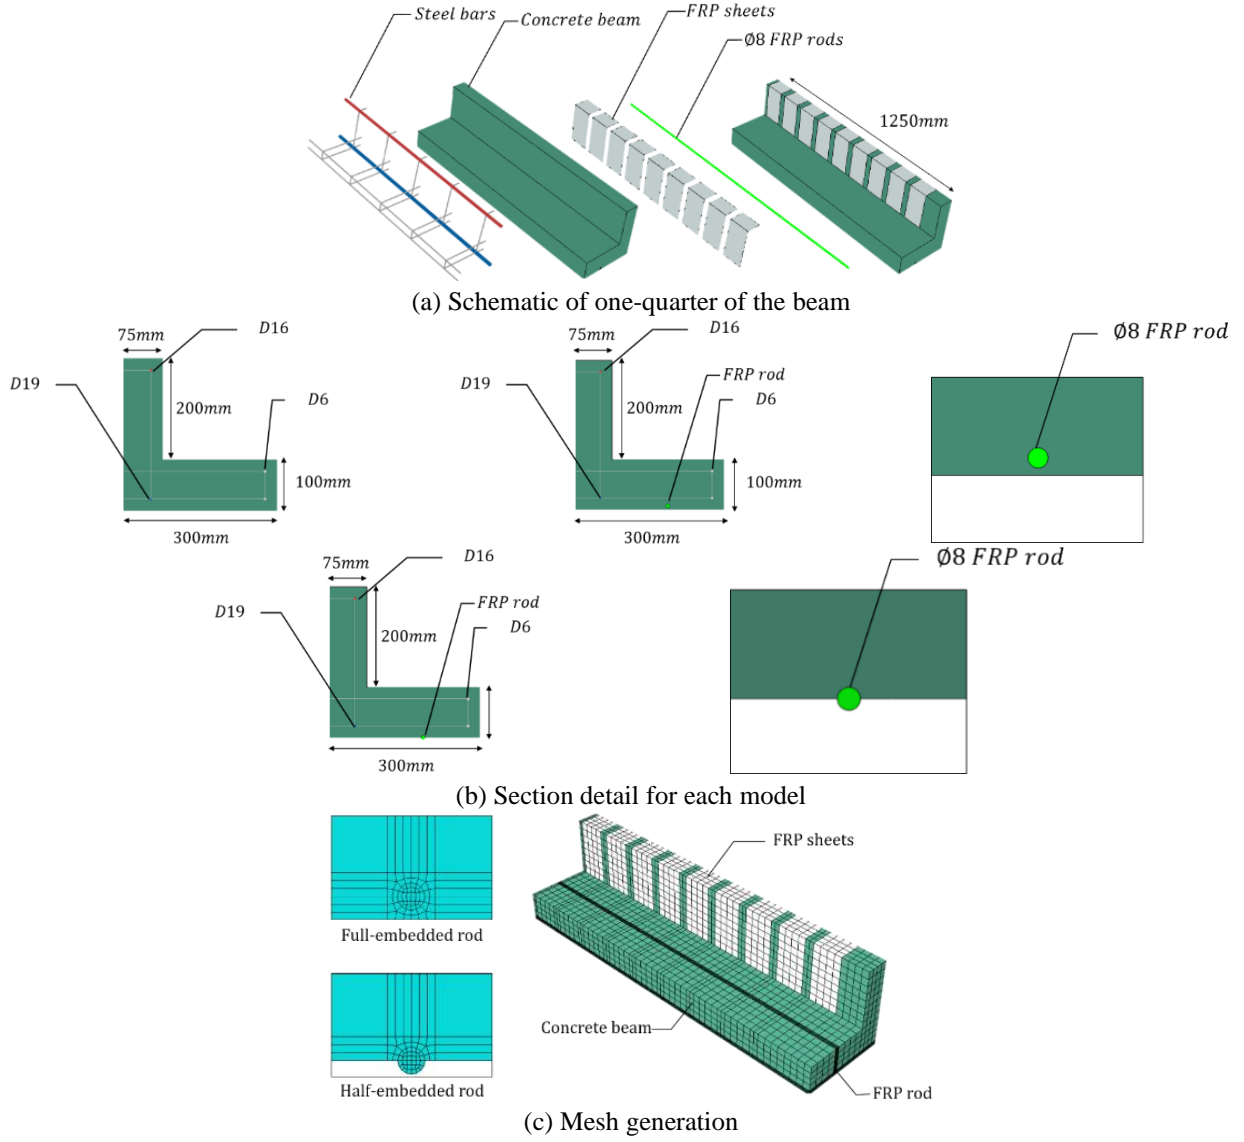 Steel bars
Concrete beam
FRP sheets
Ø8 FRP rods
1250mm
(a) Schematic of one-quarter of the beam
75mm
D16
D19
200mm
D6
100mm
300mm
75mm
D16
D19
FRP rod
200mm
D6
100mm
300mm
Ø8 FRP rod
75mm
D16
D19
FRP rod
200mm
D6
300mm
Ø8 FRP rod
(b) Section detail for each model
Full-embedded rod
Half-embedded rod
FRP sheets
Concrete beam
FRP rod
(c) Mesh generation